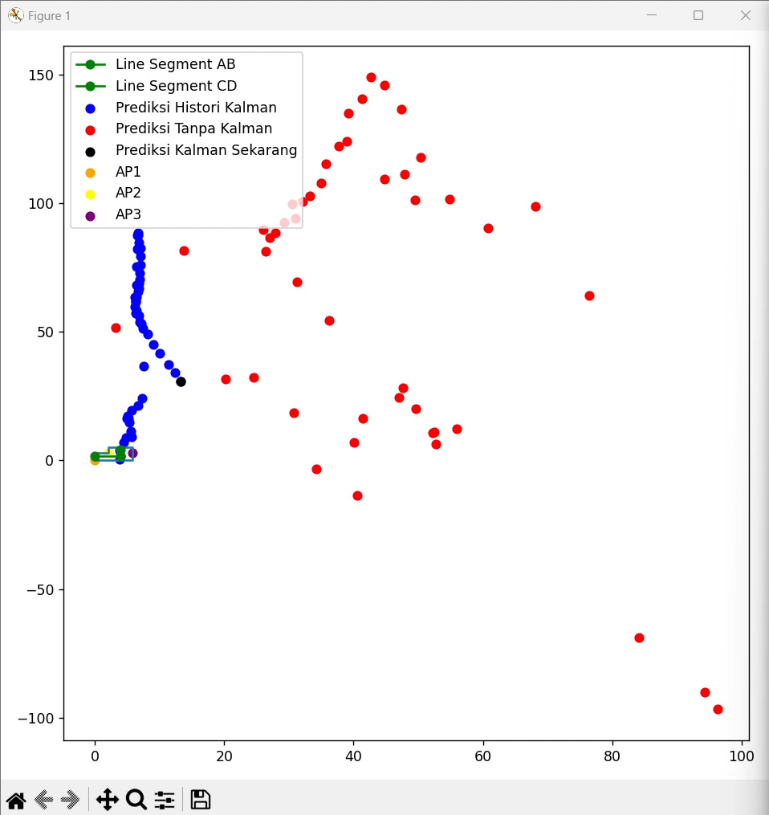 Figure 1
Line Segment AB
Line Segment CD
Prediksi Histori Kalman
Prediksi Tanpa Kalman
Prediksi Kalman Sekarang
AP1
AP2
AP3
150
100
50
0
−50
−100
0 20 40 60 80 100